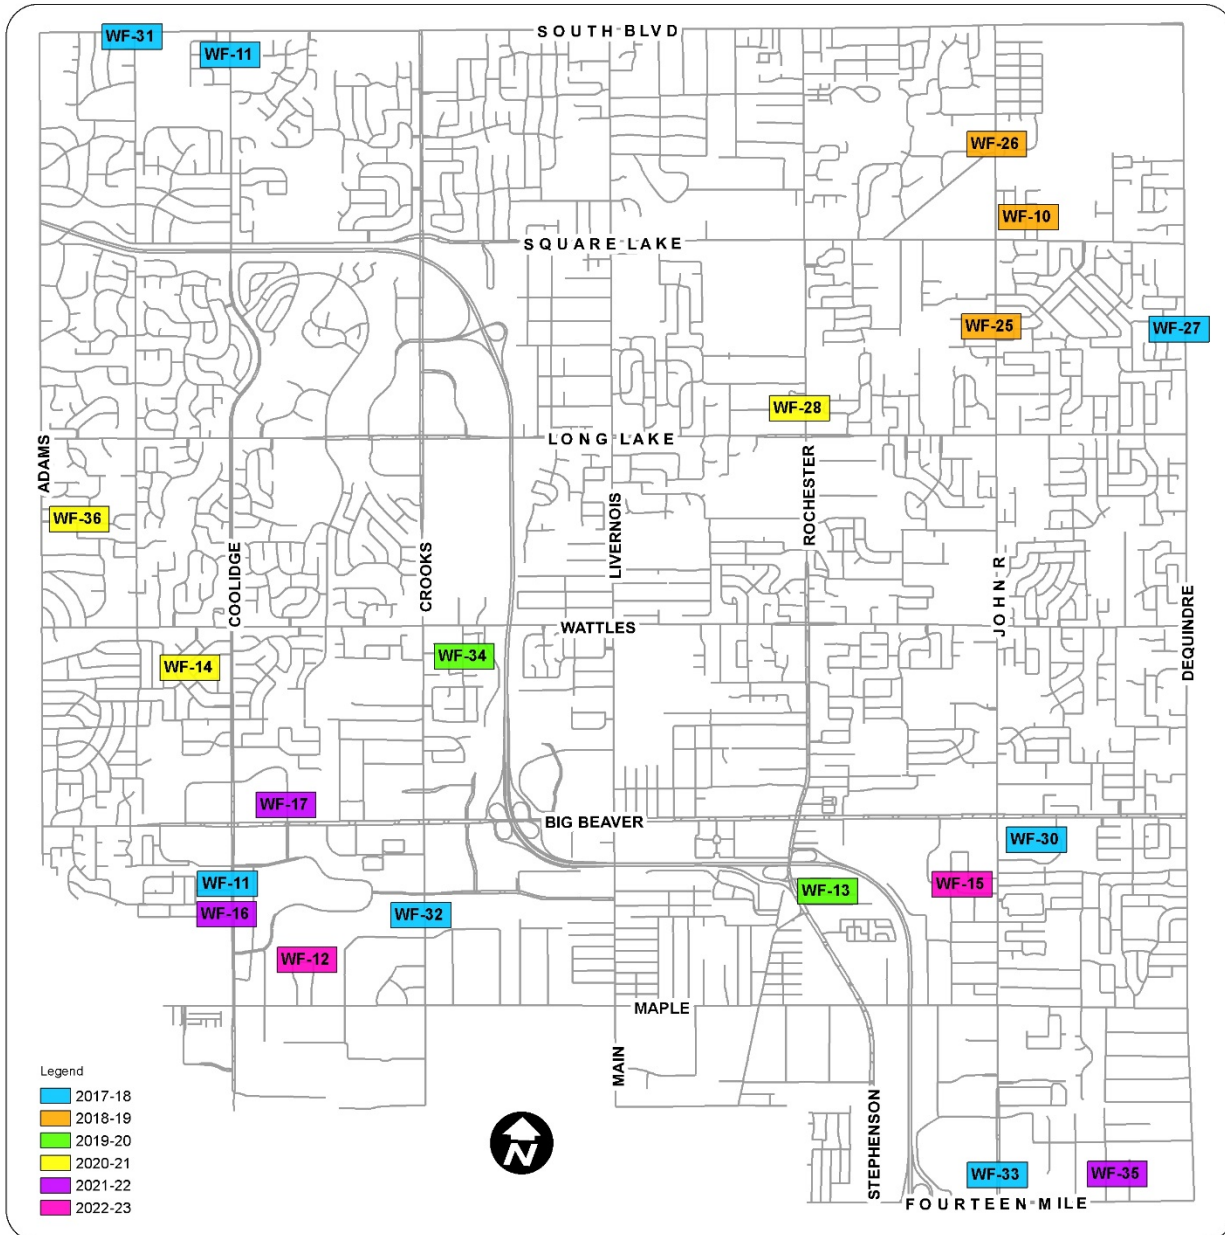 SOUTH BLVD
WF-31
WF-11
WF-26
WF-10
SQUARE LAKE
WF-25
WF-27
WF-28
LONG LAKE
ADAMS
ROCHESTER
LIVERNOIS
WF-36
COOLIDGE
CROOKS
JOHN R
DEQUINDRE
WATTLES
WF-34
WF-14
WF-17
BIG BEAVER
WF-30
WF-11
WF-15
WF-13
WF-16
WF-32
WF-12
MAPLE
MAIN
STEPHENSON
Legend
2017-18
2018-19
2019-20
2020-21
2021-22
2022-23
N
WF-33
WF-35
FOURTEEN MILE